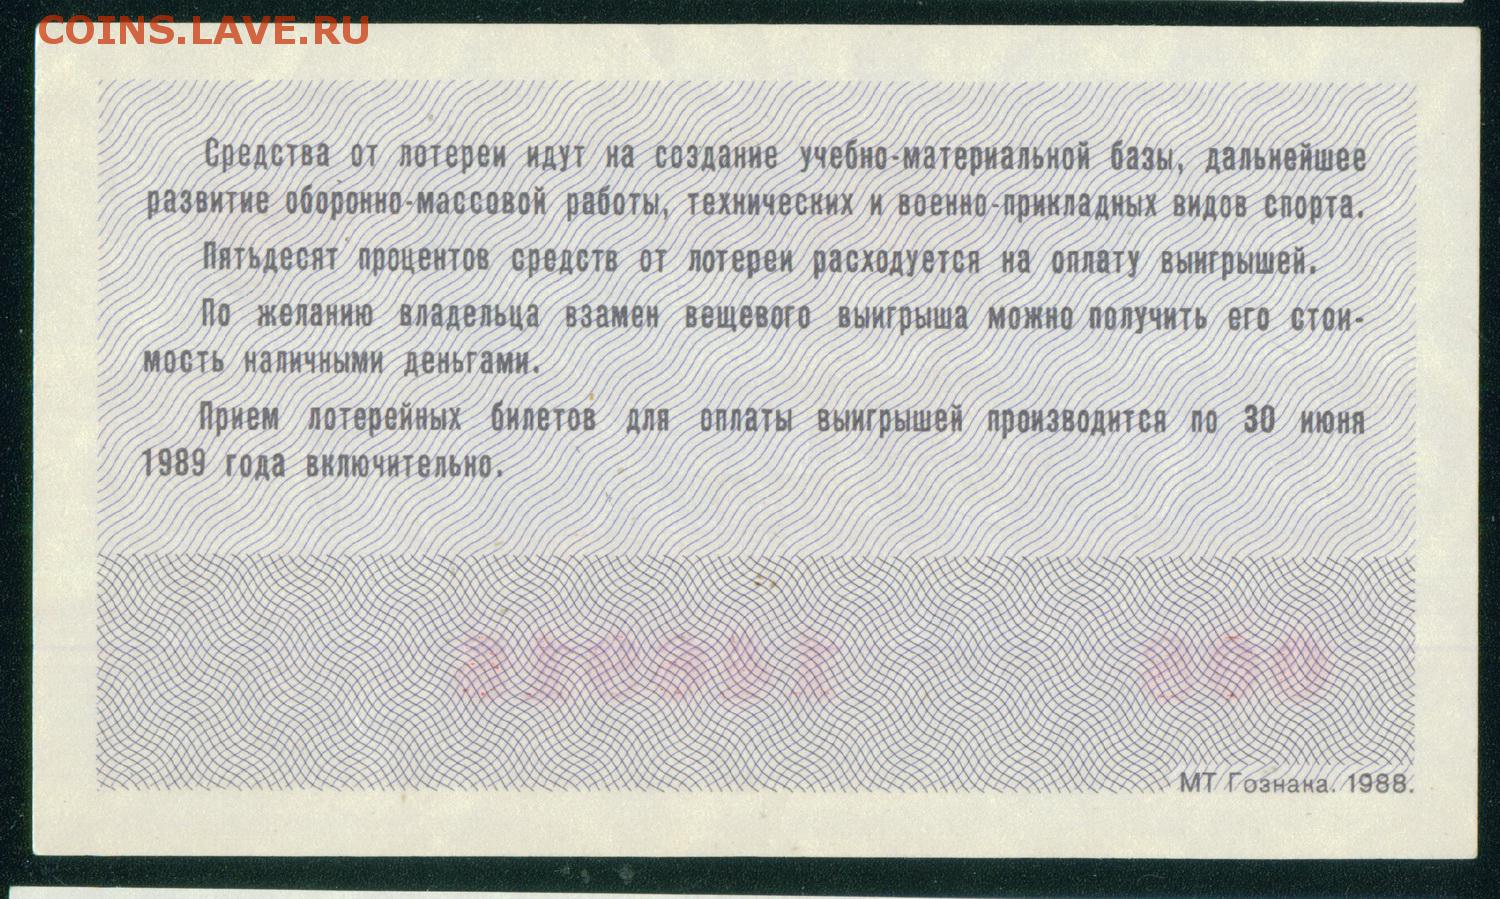 COINS.LAVE.RU
Средства от лотереи идут на создание учебно-материальной базы, дальнейшее
развитие оборонно-массовой работы, технических и военно-прикладных видов спорта.
Пятьдесят процентов средств от лотереи расходуется на оплату выигрышей.
По желанию владельца взамен вещевого выигрыша можно получить его стои-
мость наличными деньгами.
Прием лотерейных билетов для оплаты выигрышей производится по 30 июня
1989 года включительно.
МТ Гознака. 1988.